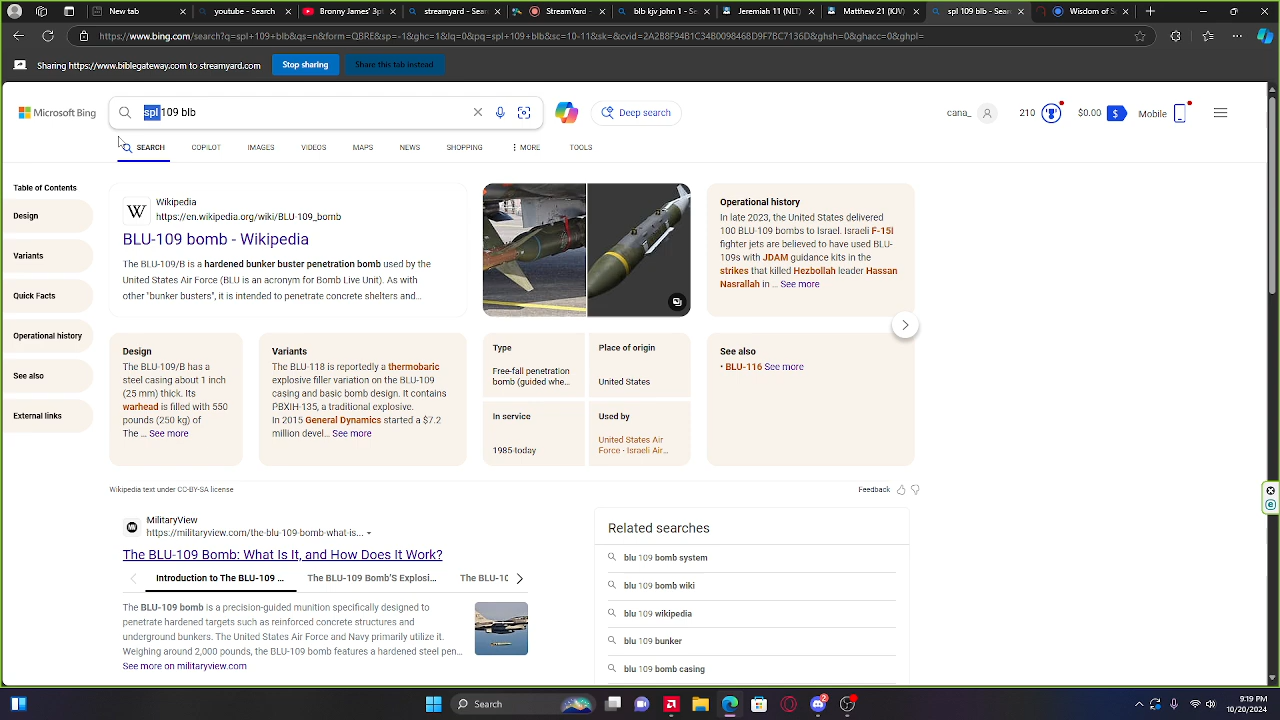 New tab
youtube - Search
Bronny James' Spl
streamyard - Sear
StreamYard -
blb kjv john 1 - Se
Jeremiah 11 (NLT)
Matthew 21 (KJV)
spl 109 blb - Sear
Wisdom of S
https://www.bing.com/search?q=spl+109+blb&qs=n&form=QBRE&sp=-1&ghc=1&lq=0&pq=spl+109+blb&sc=10-11&sk=&cvid=2A2B8F94B1C34B0098468D9F7BC7136D&ghsh=0&ghacc=0&ghpl=
Sharing https://www.biblegateway.com to streamyard.com
Stop sharing
Share this tab instead
Microsoft Bing
spl 109 blb
Deep search
cana_
210
$0.00
Mobile
SEARCH
COPILOT
IMAGES
VIDEOS
MAPS
NEWS
SHOPPING
MORE
TOOLS
Table of Contents
Design
Variants
Quick Facts
Operational history
See also
External links
Wikipedia
https://en.wikipedia.org/wiki/BLU-109_bomb
BLU-109 bomb - Wikipedia
The BLU-109/B is a hardened bunker buster penetration bomb used by the
United States Air Force (BLU is an acronym for Bomb Live Unit). As with
other "bunker busters", it is intended to penetrate concrete shelters and...
Operational history
In late 2023, the United States delivered
100 BLU-109 bombs to Israel. Israeli F-15I
fighter jets are believed to have used BLU-
109s with JDAM guidance kits in the
strikes that killed Hezbollah leader Hassan
Nasrallah in ... See more
Design
The BLU-109/B has a
steel casing about 1 inch
(25 mm) thick. Its
warhead is filled with 550
pounds (250 kg) of
The ... See more
Variants
The BLU-118 is reportedly a thermobaric
explosive filler variation on the BLU-109
casing and basic bomb design. It contains
PBXIH-135, a traditional explosive.
In 2015 General Dynamics started a $7.2
million devel... See more
Type
Free-fall penetration
bomb (guided whe...
Place of origin
United States
In service
1985-today
Used by
United States Air
Force · Israeli Air...
See also
• BLU-116 See more
Wikipedia text under CC-BY-SA license
Feedback
MilitaryView
https://militaryview.com/the-blu-109-bomb-what-is...
The BLU-109 Bomb: What Is It, and How Does It Work?
Introduction to The BLU-109 ...
The BLU-109 Bomb'S Explosi...
The BLU-10
The BLU-109 bomb is a precision-guided munition specifically designed to
penetrate hardened targets such as reinforced concrete structures and
underground bunkers. The United States Air Force and Navy primarily utilize it.
Weighing around 2,000 pounds, the BLU-109 bomb features a hardened steel pen...
See more on militaryview.com
Related searches
blu 109 bomb system
blu 109 bomb wiki
blu 109 wikipedia
blu 109 bunker
blu 109 bomb casing
Search
2
9:19 PM
10/20/2024